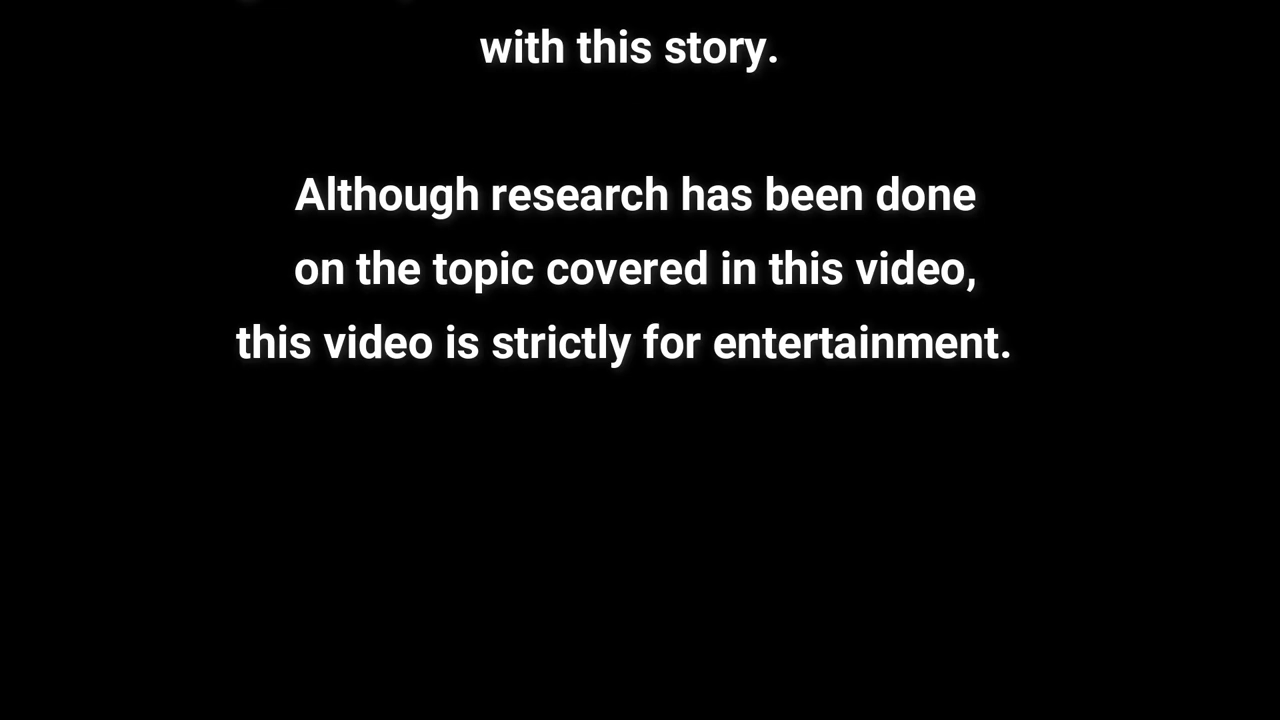 with this story.
Although research has been done
on the topic covered in this video,
this video is strictly for entertainment.